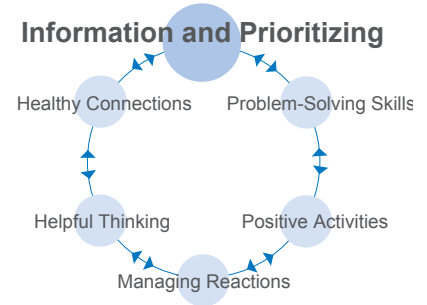 Information and Prioritizing
Healthy Connections
Problem-Solving Skills
Helpful Thinking
Positive Activities
Managing Reactions